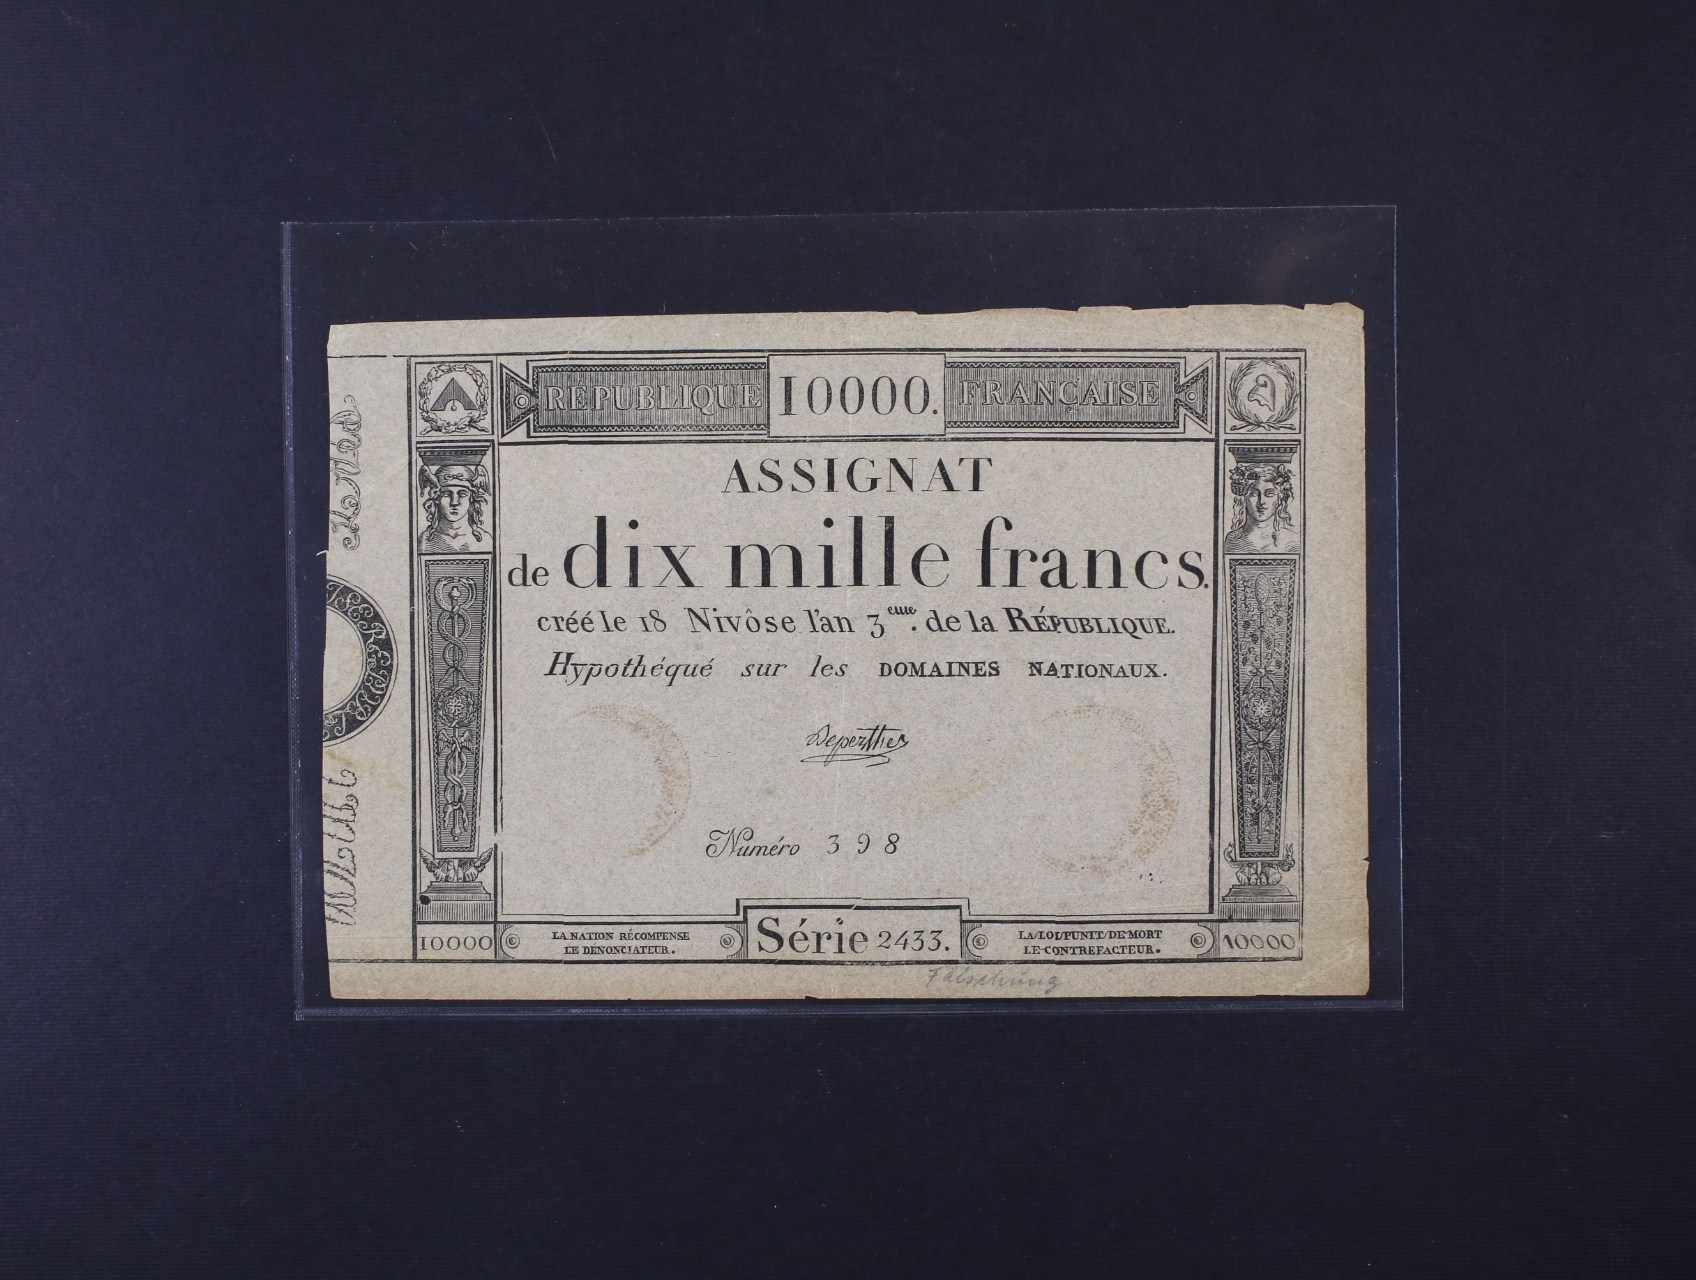 RÉPUBLIQUE 10000. FRANÇAISE
ASSIGNAT
de dix mille francs.
créé le 18 Nivôse l'an 3eme. de la RÉPUBLIQUE.
Hypothéqué sur les DOMAINES NATIONAUX.
Deperthes
Numéro 398
10000
LA NATION RÉCOMPENSE
LE DÉNONCIATEUR.
Série 2433.
LA LOI PUNIT DE MORT
LE CONTREFACTEUR.
10000
Fälschung